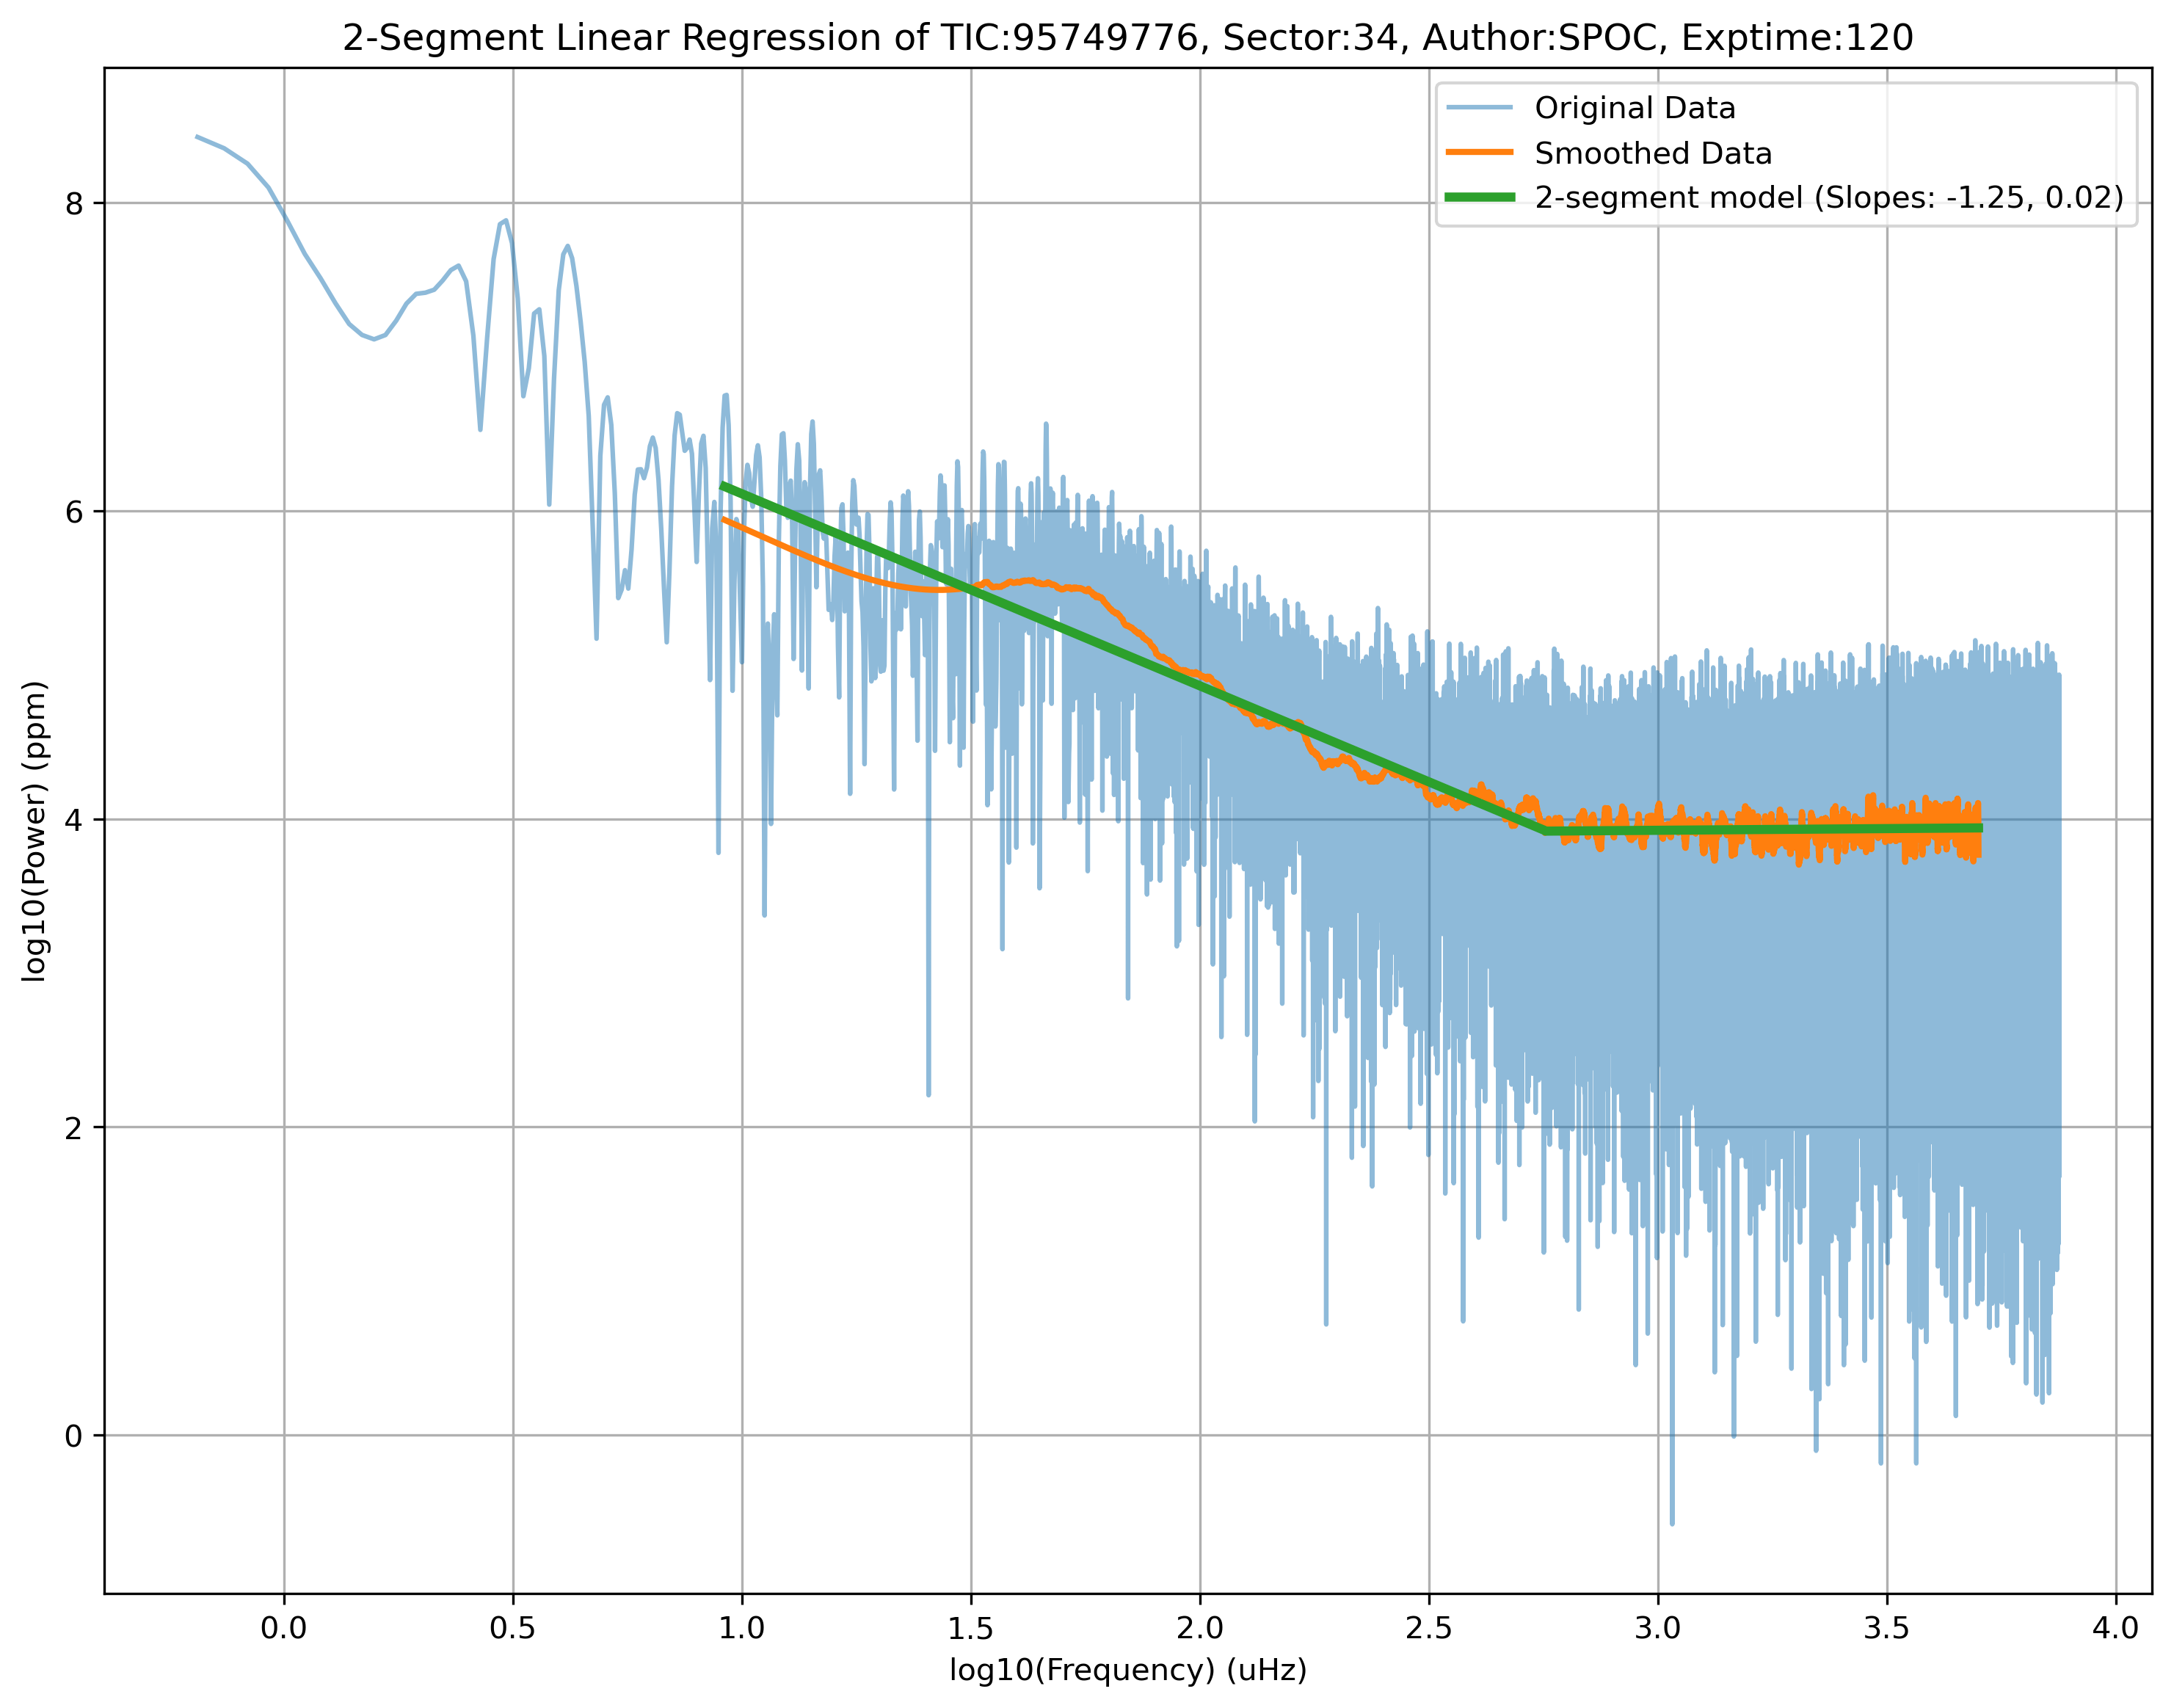 2-Segment Linear Regression of TIC:95749776, Sector:34, Author:SPOC, Exptime:120
Original Data
Smoothed Data
2-segment model (Slopes: -1.25, 0.02)
log10(Power) (ppm)
8
6
4
2
0
0.0 0.5 1.0 1.5 2.0 2.5 3.0 3.5 4.0
log10(Frequency) (uHz)